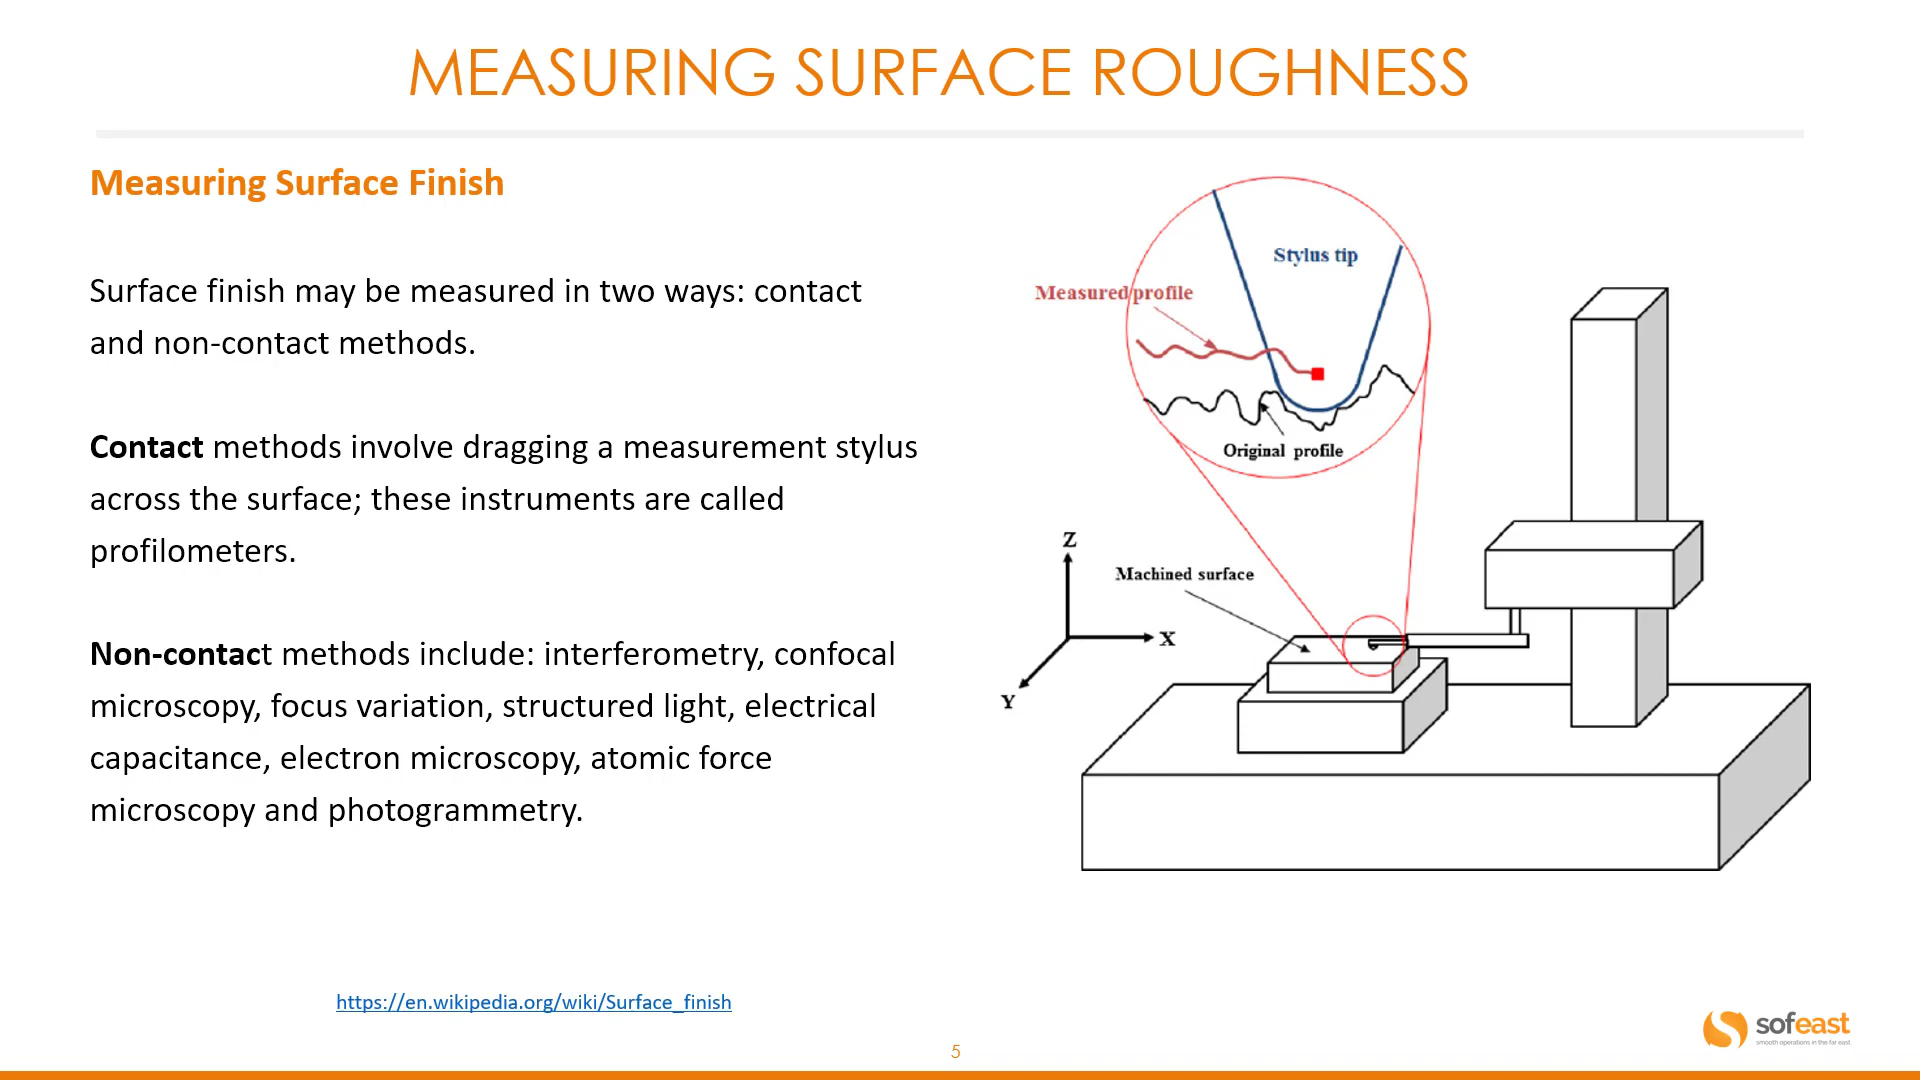 MEASURING SURFACE ROUGHNESS
Measuring Surface Finish
Surface finish may be measured in two ways: contact
and non-contact methods.
Contact methods involve dragging a measurement stylus
across the surface; these instruments are called
profilometers.
Non-contact methods include: interferometry, confocal
microscopy, focus variation, structured light, electrical
capacitance, electron microscopy, atomic force
microscopy and photogrammetry.
https://en.wikipedia.org/wiki/Surface_finish
Stylus tip
Measured profile
Original profile
Z
Machined surface
X
Y
sofeast
smooth operations in the far east
5